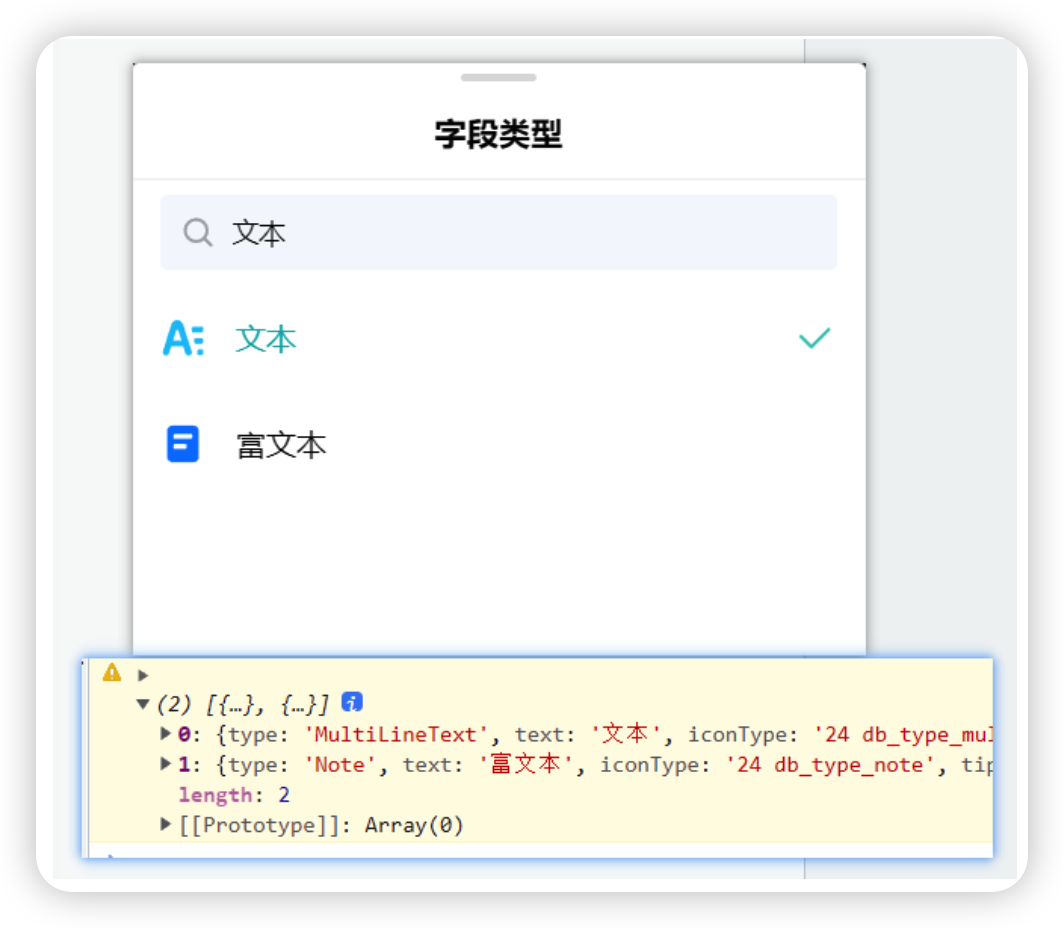 字段类型
文本
文本
富文本
(2) [{…}, {…}] i
0: {type: 'MultiLineText', text: '文本', iconType: '24 db_type_mul
1: {type: 'Note', text: '富文本', iconType: '24 db_type_note', tip
length: 2
[[Prototype]]: Array(0)